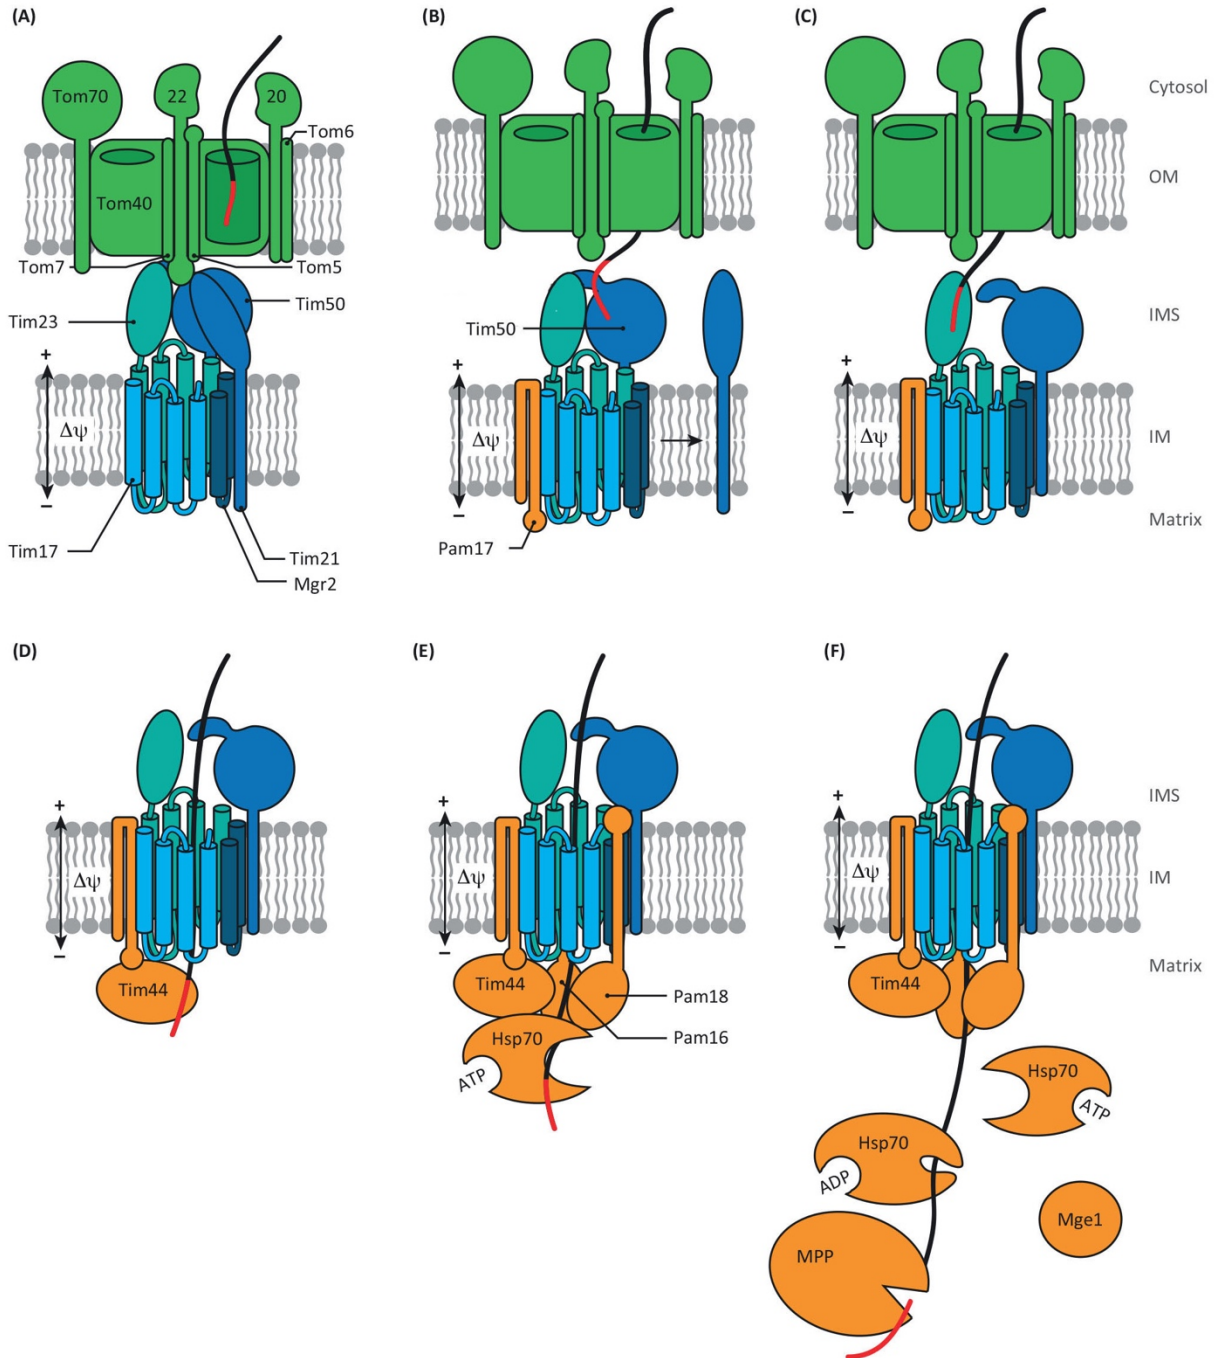 (A)
(B)
(C)
Tom70
22
20
Tom6
Cytosol
Tom40
OM
Tom7
Tom5
Tim50
Tim23
Tim50
IMS
+
+
+
Δψ
Δψ
Δψ
IM
−
−
−
Matrix
Pam17
Tim17
Tim21
Mgr2
(D)
(E)
(F)
IMS
+
+
+
Δψ
Δψ
Δψ
IM
−
−
−
Matrix
Tim44
Tim44
Tim44
Pam18
Pam16
Hsp70
ATP
Hsp70
ATP
Hsp70
ADP
Mge1
MPP